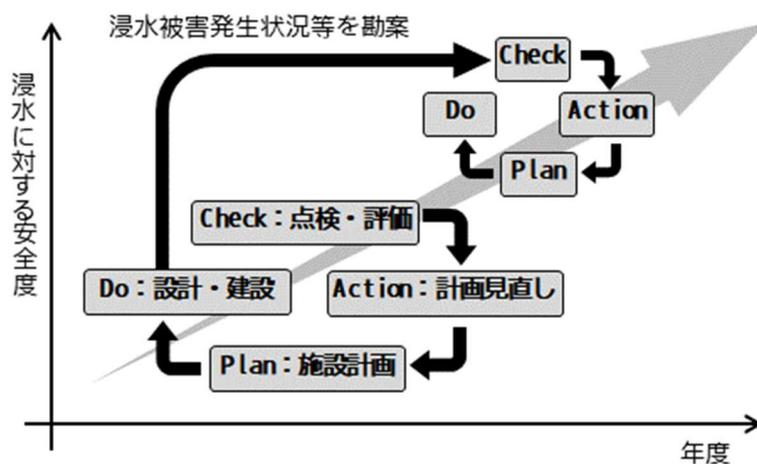 浸水被害発生状況等を勘案
浸水に対する安全度
Check
Do
Action
Plan
Check：点検・評価
Do：設計・建設
Action：計画見直し
Plan：施設計画
年度